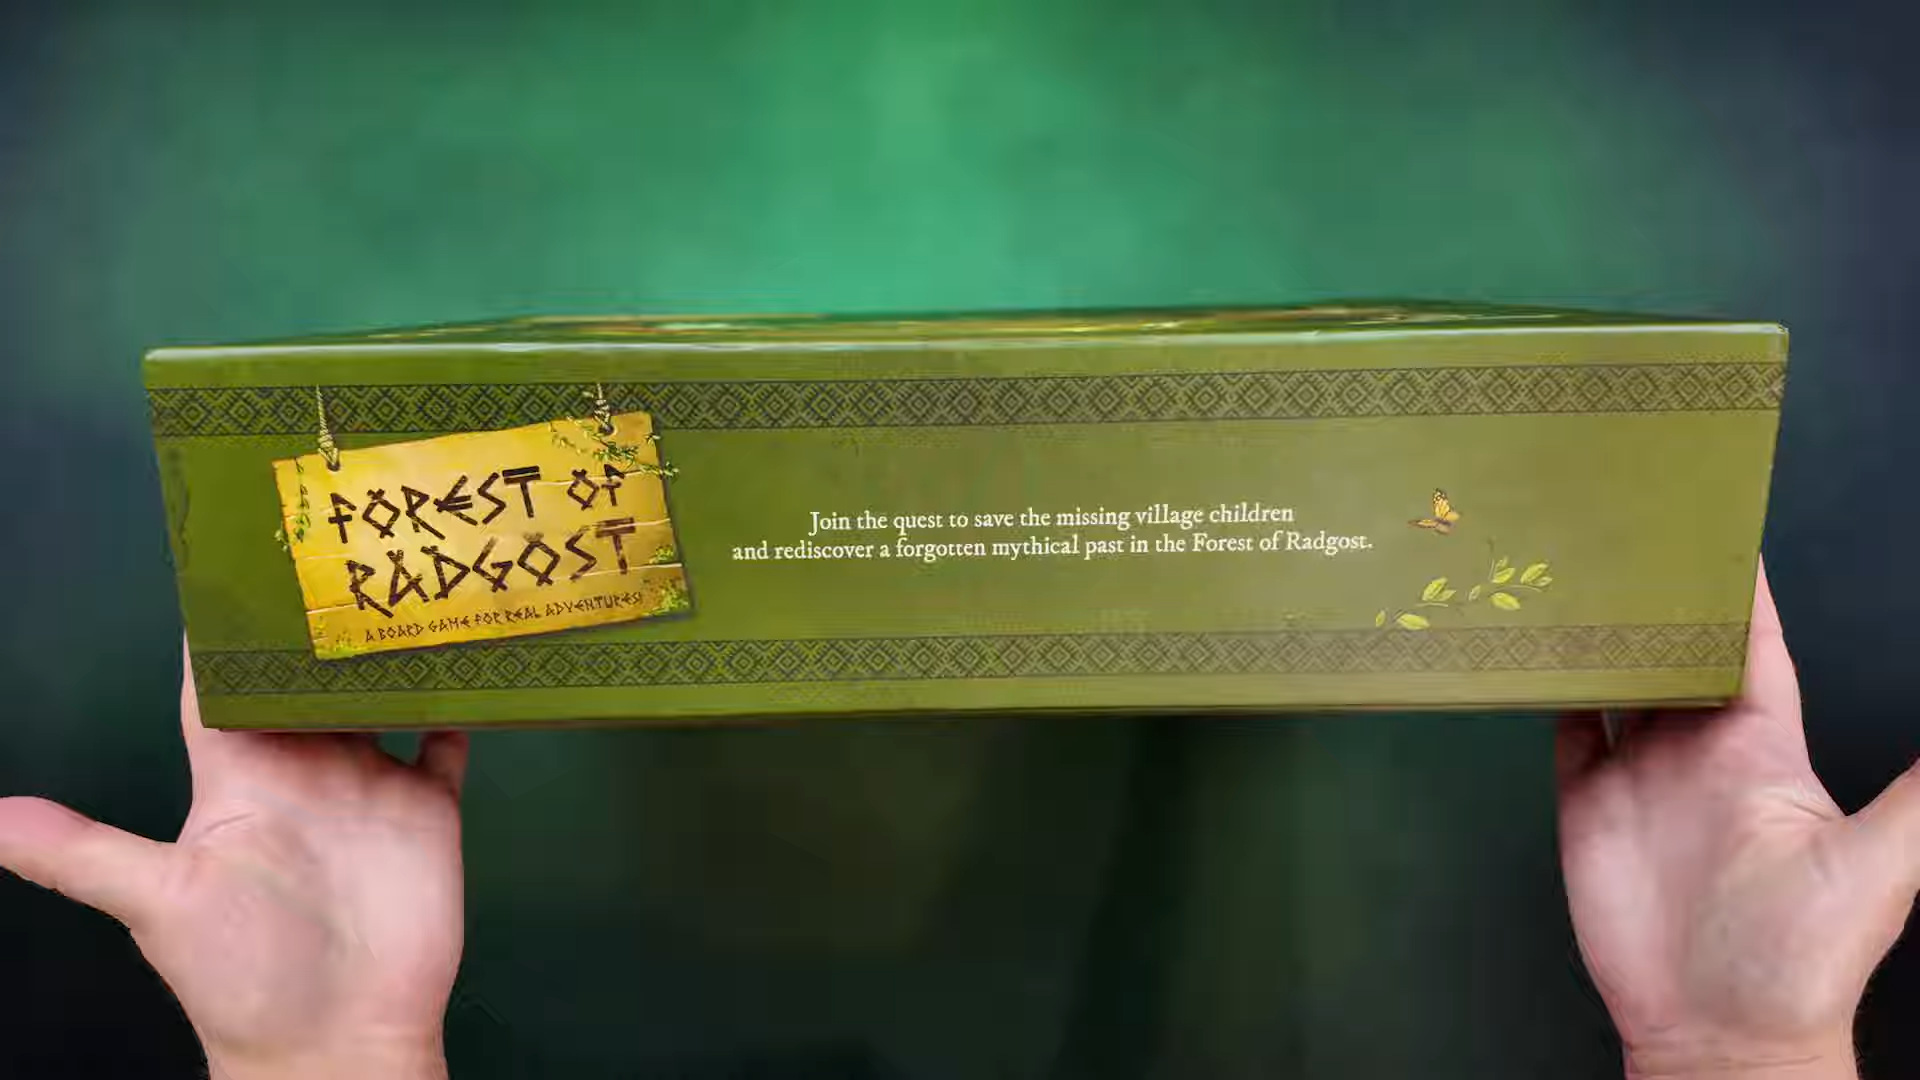 FOREST OF
RADGOST
A BOARD GAME FOR REAL ADVENTURES!
Join the quest to save the missing village children
and rediscover a forgotten mythical past in the Forest of Radgost.